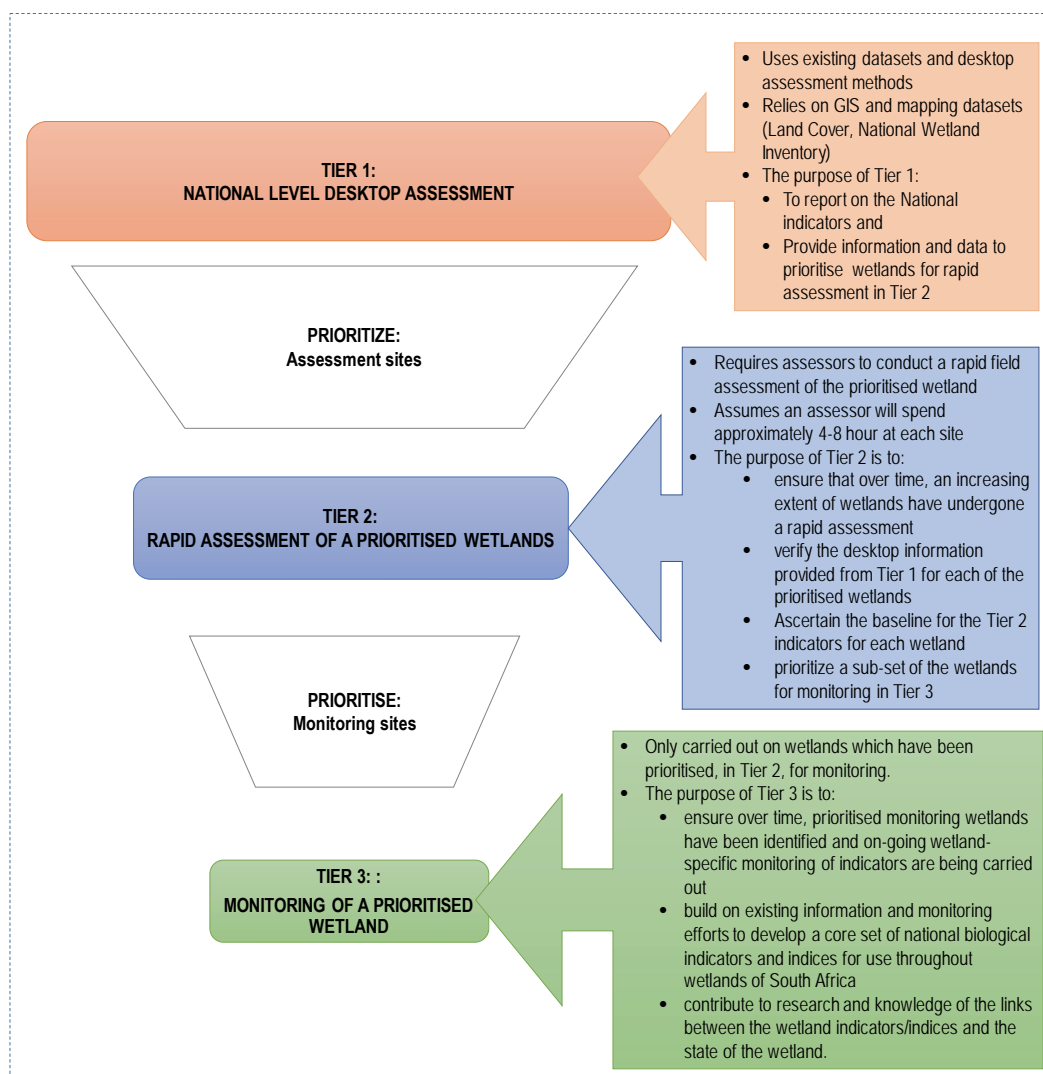 TIER 1:
NATIONAL LEVEL DESKTOP ASSESSMENT
• Uses existing datasets and desktop
assessment methods
• Relies on GIS and mapping datasets
(Land Cover, National Wetland
Inventory)
• The purpose of Tier 1:
• To report on the National
indicators and
• Provide information and data to
prioritise wetlands for rapid
assessment in Tier 2
PRIORITIZE:
Assessment sites
TIER 2:
RAPID ASSESSMENT OF A PRIORITISED WETLANDS
• Requires assessors to conduct a rapid field
assessment of the prioritised wetland
• Assumes an assessor will spend
approximately 4-8 hour at each site
• The purpose of Tier 2 is to:
• ensure that over time, an increasing
extent of wetlands have undergone
a rapid assessment
• verify the desktop information
provided from Tier 1 for each of the
prioritised wetlands
• Ascertain the baseline for the Tier 2
indicators for each wetland
• prioritize a sub-set of the wetlands
for monitoring in Tier 3
PRIORITISE:
Monitoring sites
TIER 3: :
MONITORING OF A PRIORITISED
WETLAND
• Only carried out on wetlands which have been
prioritised, in Tier 2, for monitoring.
• The purpose of Tier 3 is to:
• ensure over time, prioritised monitoring wetlands
have been identified and on-going wetland-
specific monitoring of indicators are being carried
out
• build on existing information and monitoring
efforts to develop a core set of national biological
indicators and indices for use throughout
wetlands of South Africa
• contribute to research and knowledge of the links
between the wetland indicators/indices and the
state of the wetland.